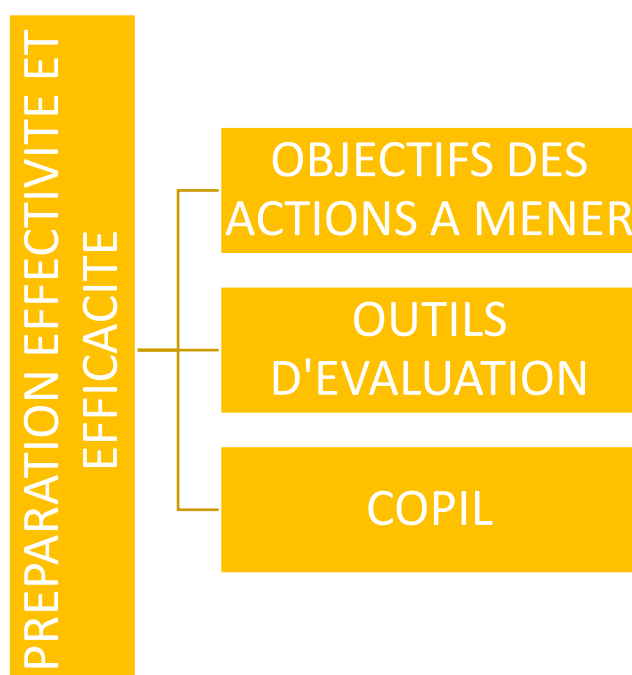 PREPARATION EFFECTIVITE ET
EFFICACITE
OBJECTIFS DES
ACTIONS A MENER
OUTILS
D'EVALUATION
COPIL